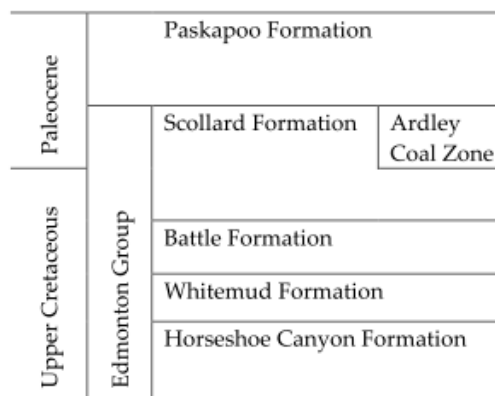 Paleocene
Paskapoo Formation
Scollard Formation
Ardley
Coal Zone
Upper Cretaceous
Edmonton Group
Battle Formation
Whitemud Formation
Horseshoe Canyon Formation